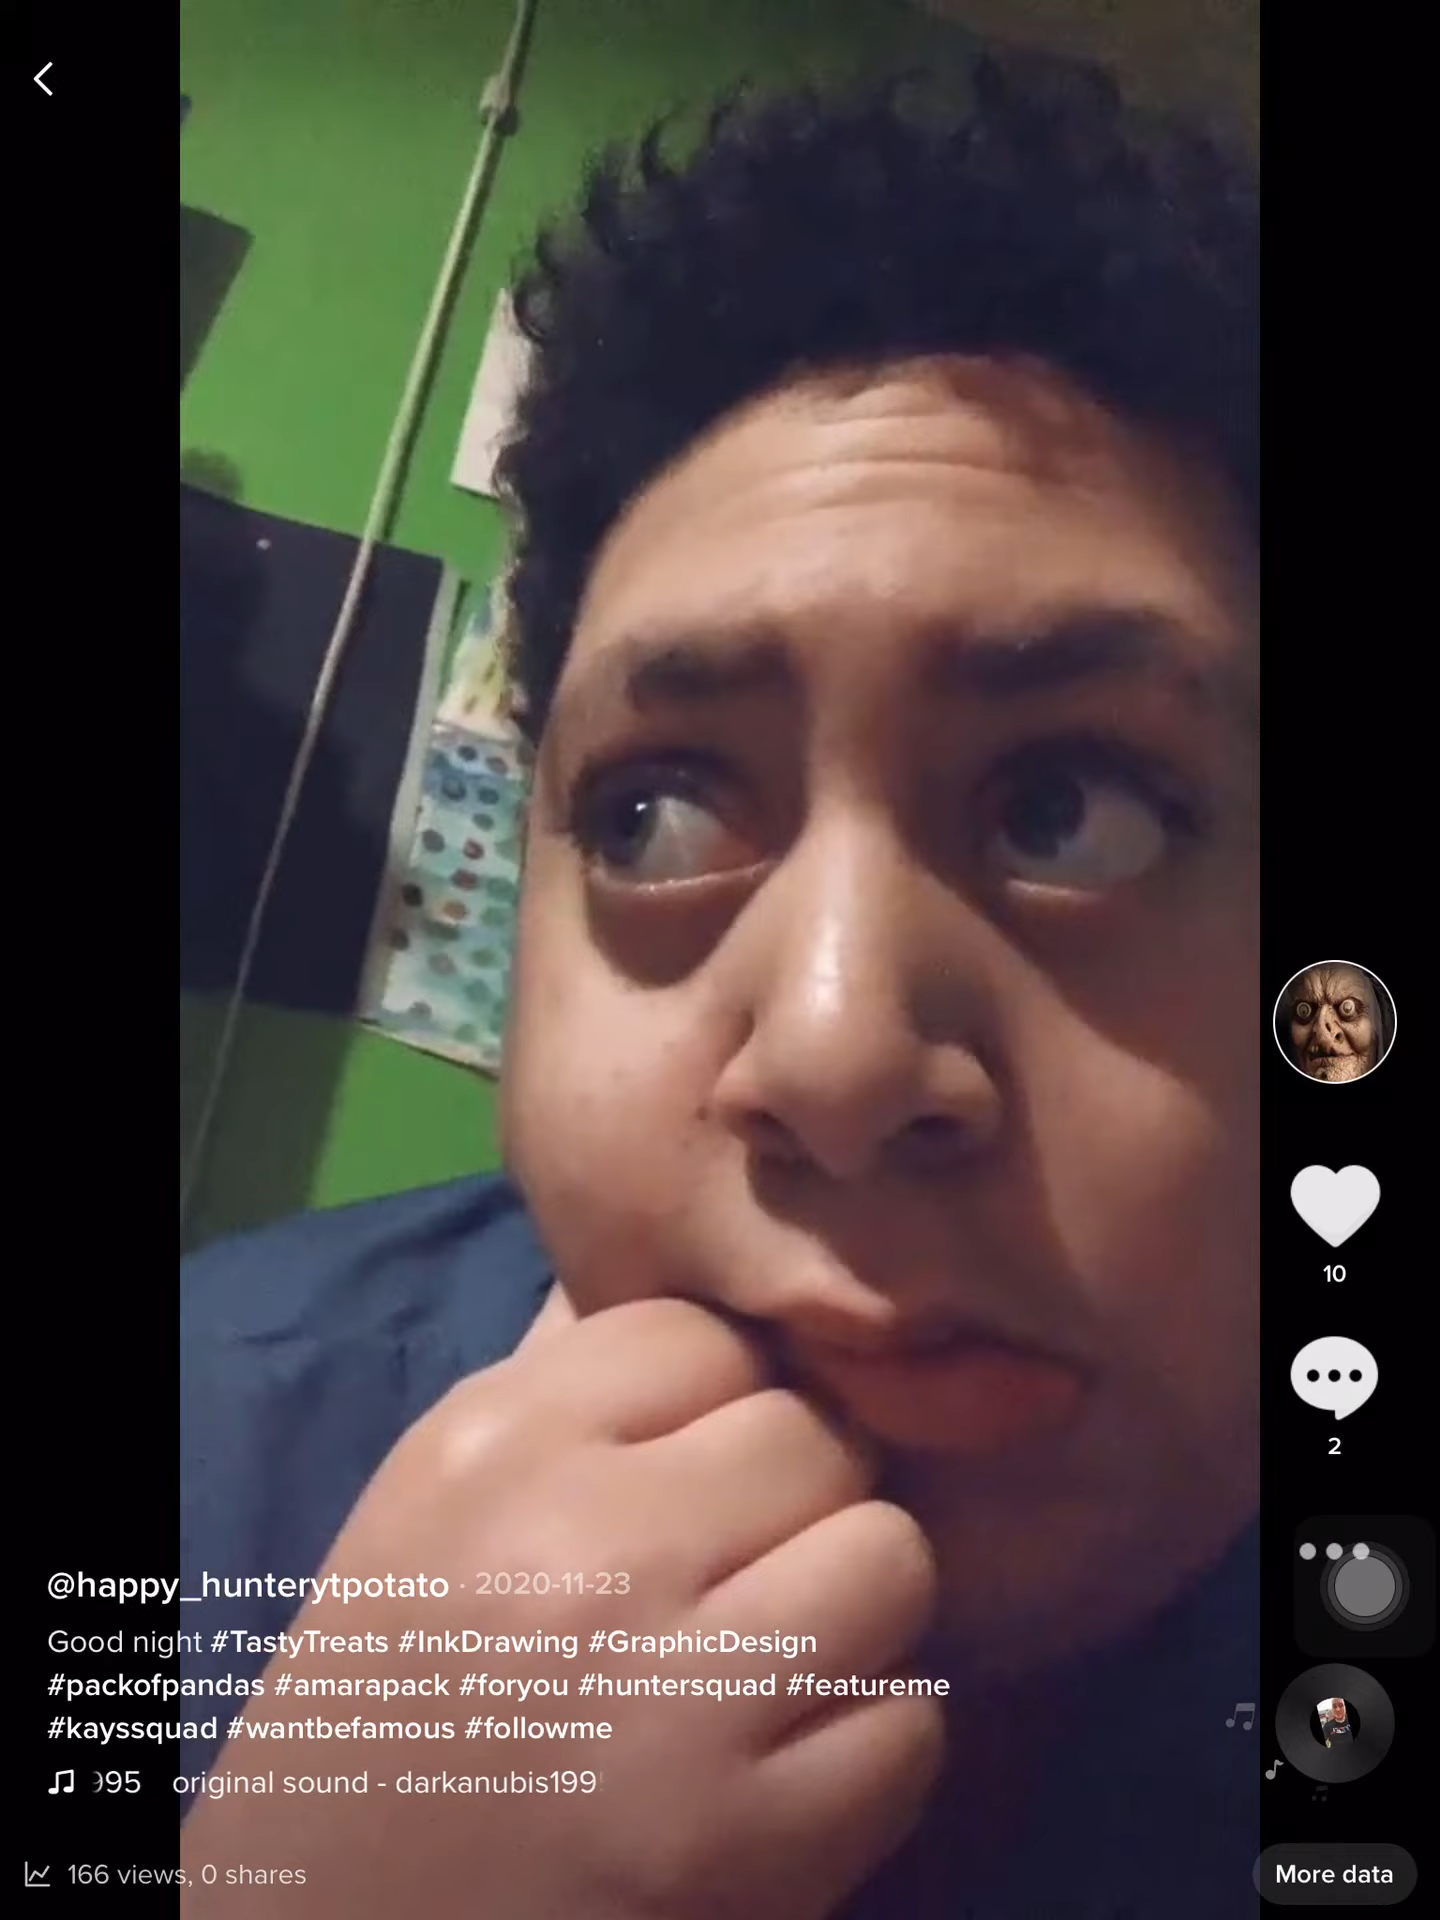 10
2
@happy_hunterytpotato · 2020-11-23
Good night #TastyTreats #InkDrawing #GraphicDesign
#packofpandas #amarapack #foryou #huntersquad #featureme
#kayssquad #wantbefamous #followme
995 original sound - darkanubis199
166 views, 0 shares
More data